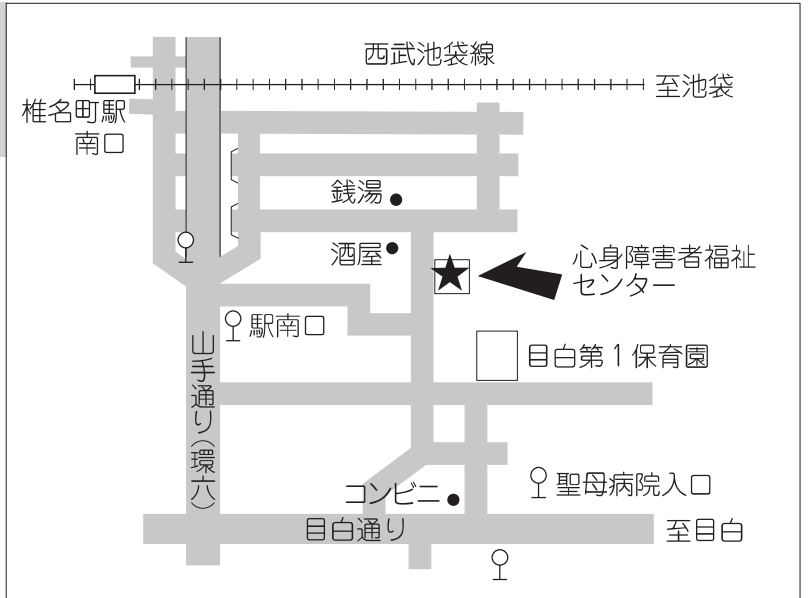 西武池袋線
至池袋
椎名町駅
南口
銭湯
酒屋
心身障害者福祉
センター
駅南口
目白第1保育園
山手通り(環六)
コンビニ
聖母病院入口
目白通り
至目白